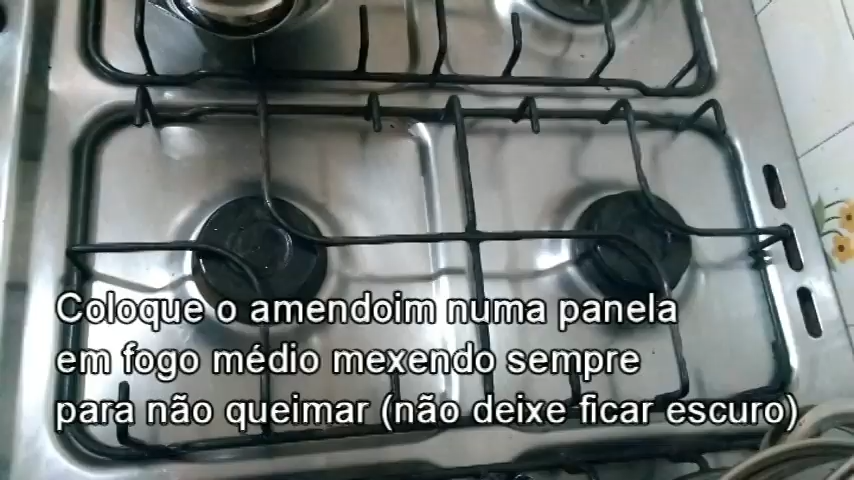 Coloque o amendoim numa panela
em fogo médio mexendo sempre
para não queimar (não deixe ficar escuro)